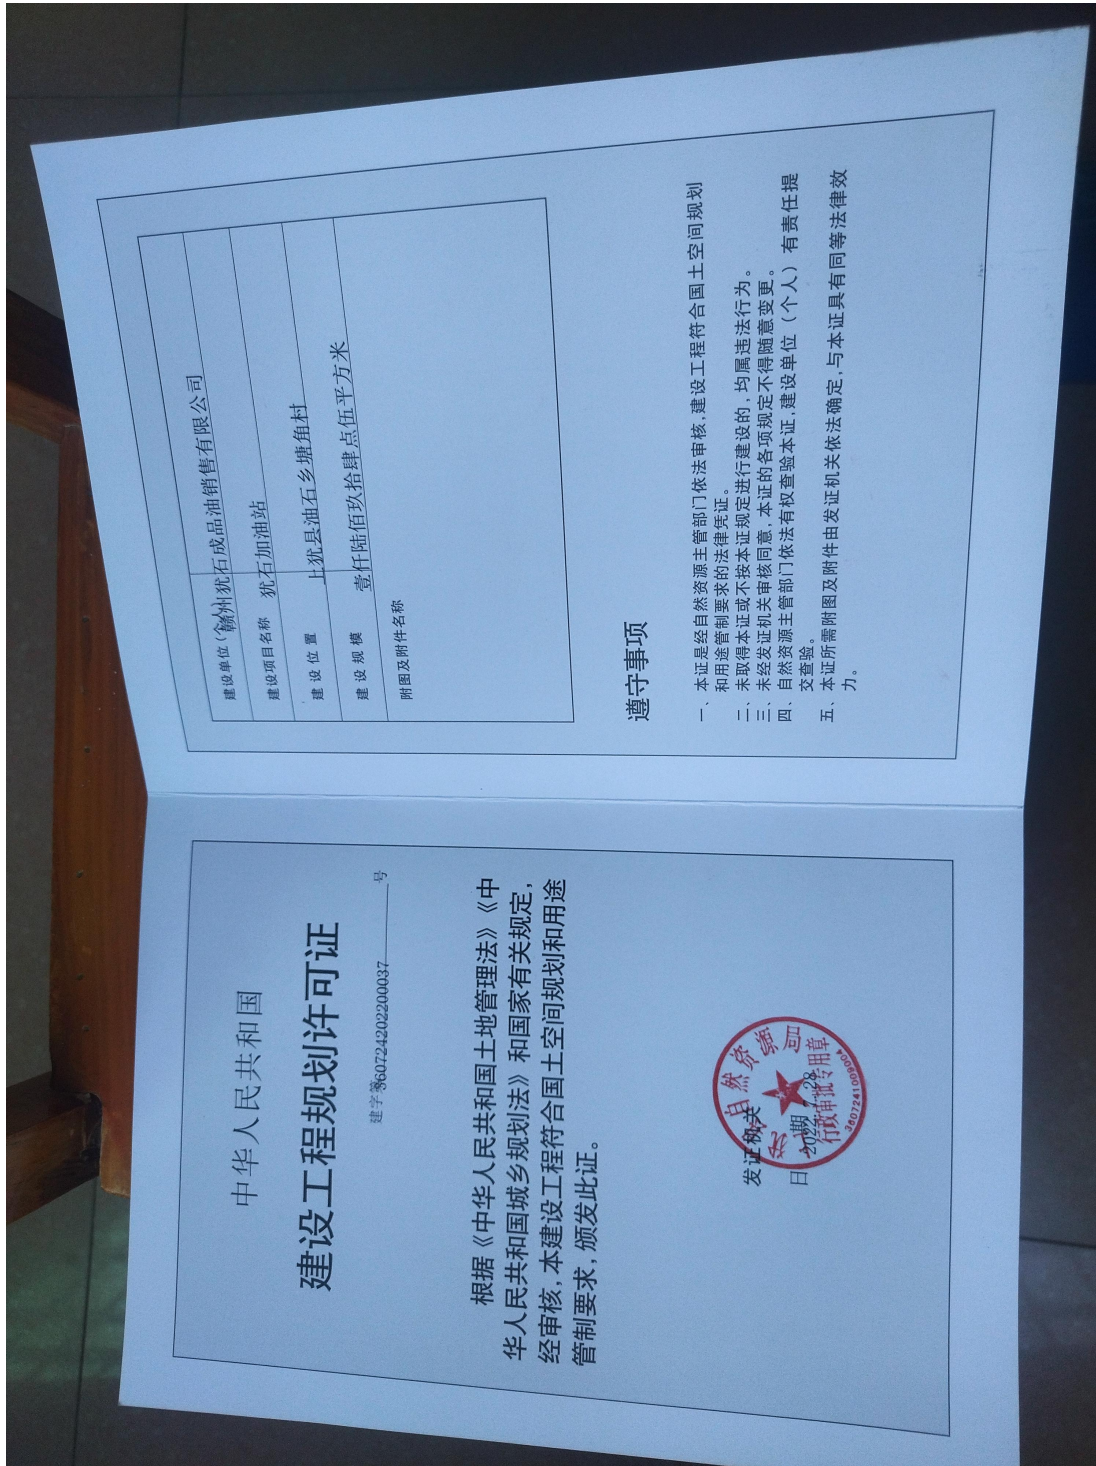 中华人民共和国
建设工程规划许可证
建字第360724202200037号
根据《中华人民共和国土地管理法》《中
华人民共和国城乡规划法》和国家有关规定，
经审核，本建设工程符合国土空间规划和用途
管制要求，颁发此证。
发证机关
日期 2022.7.28
自然资源局
行政审批专用章
3607241009004
建设单位（个人） 赣州犹石成品油销售有限公司
建设项目名称 犹石加油站
建设位置 上犹县油石乡塘角村
建设规模 壹仟陆佰玖拾肆点伍平方米
附图及附件名称
遵守事项
一、本证是经自然资源主管部门依法审核，建设工程符合国土空间规划
和用途管制要求的法律凭证。
二、未取得本证或不按本证规定进行建设的，均属违法行为。
三、未经发证机关审核同意，本证的各项规定不得随意变更。
四、自然资源主管部门依法有权查验本证，建设单位（个人）有责任提
交查验。
五、本证所需附图及附件由发证机关依法确定，与本证具有同等法律效
力。